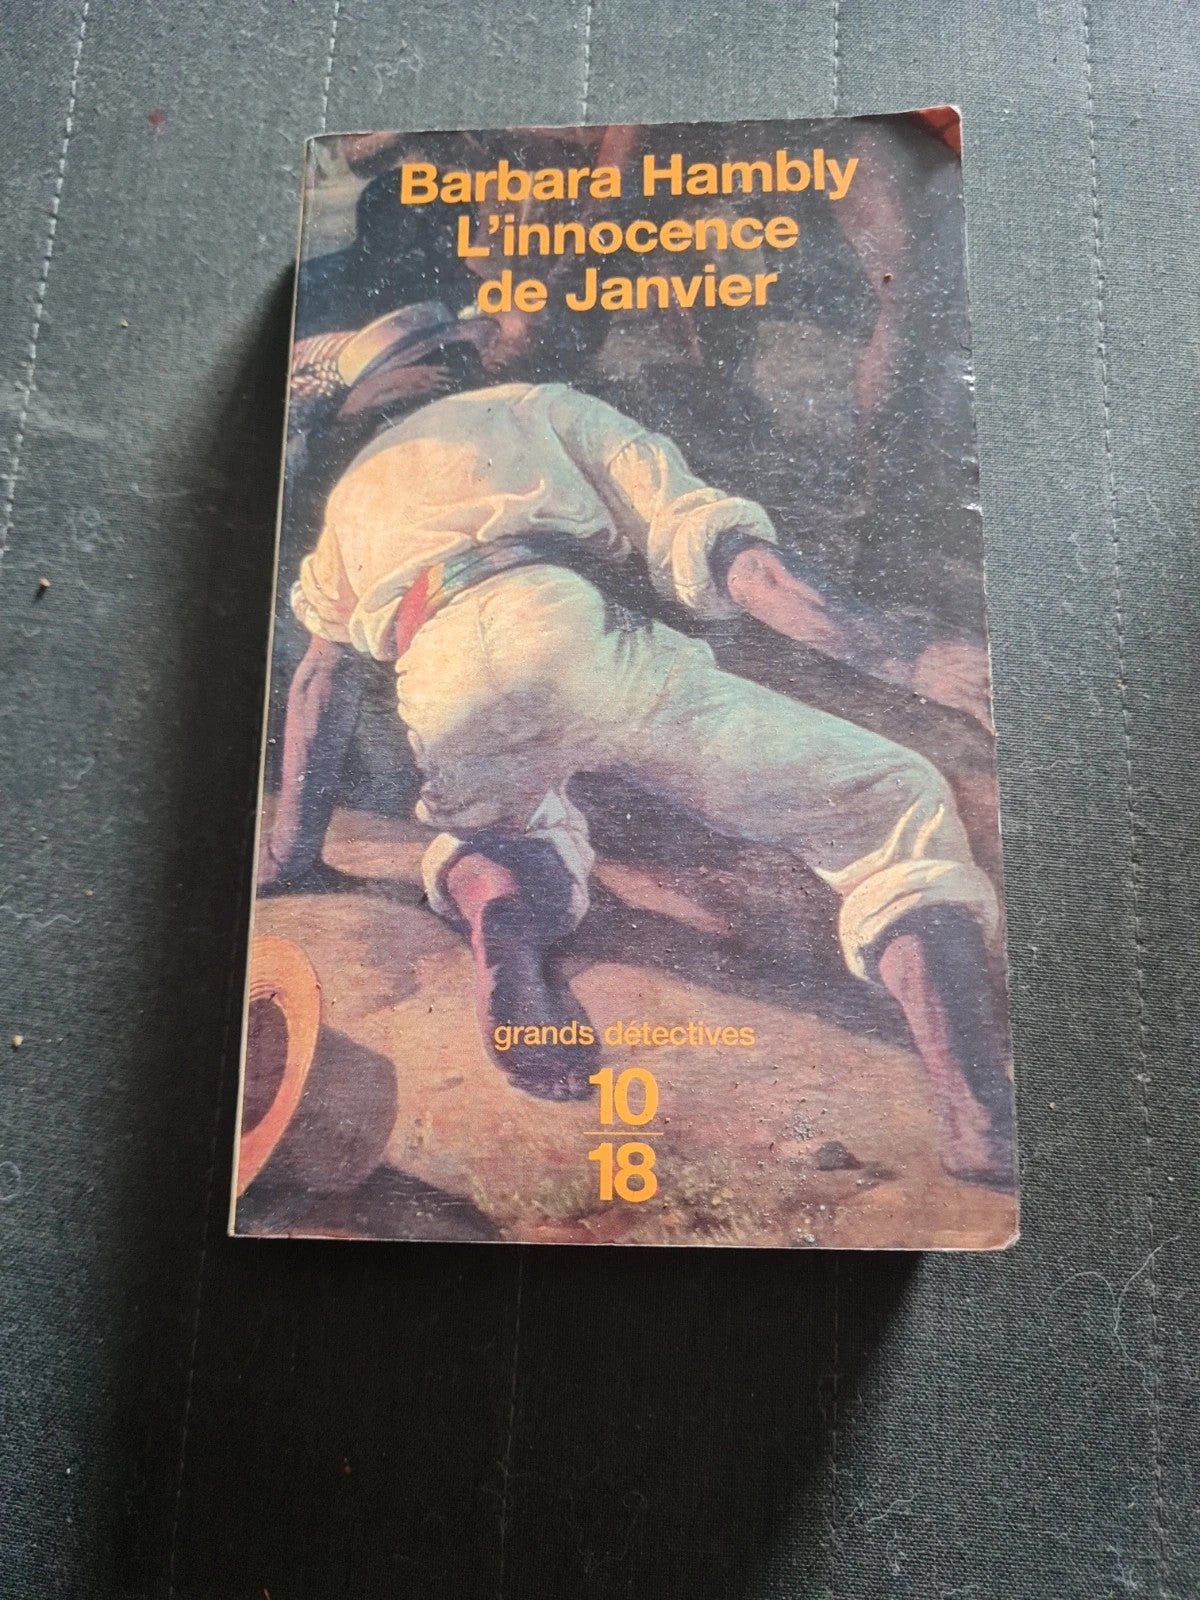 Barbara Hambly
L'innocence
de Janvier
grands détectives
10
18